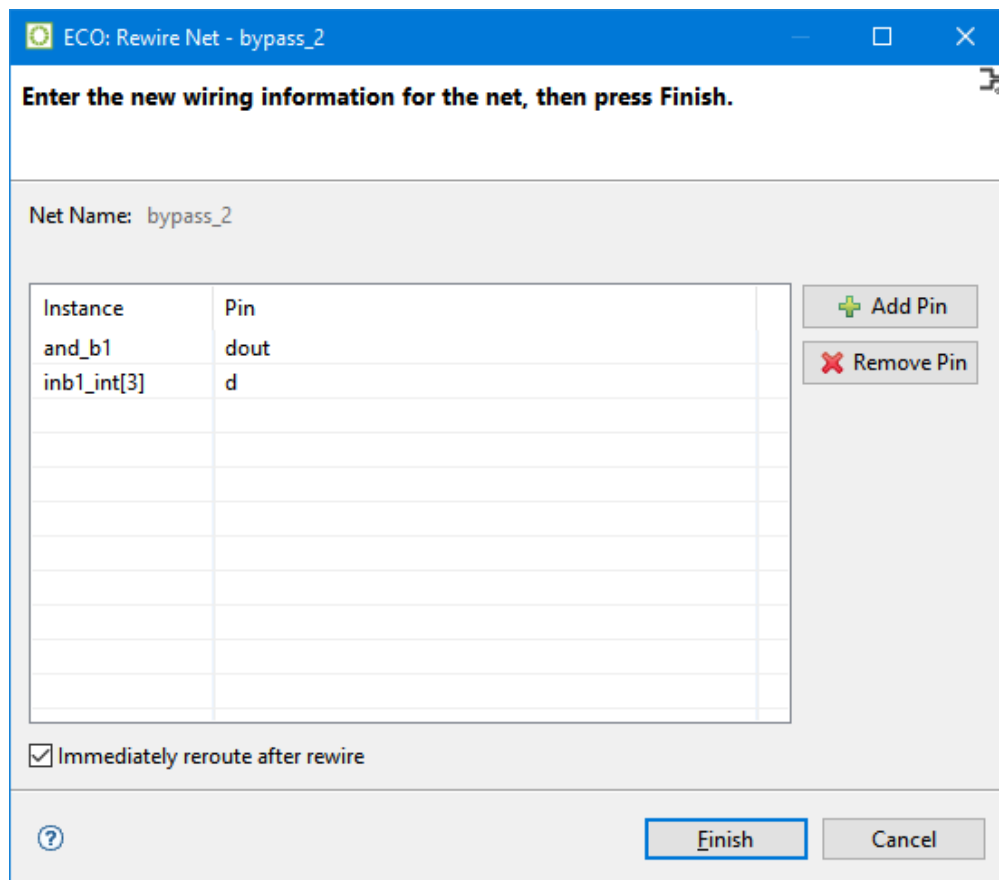 ECO: Rewire Net - bypass_2
Enter the new wiring information for the net, then press Finish.
Net Name: bypass_2
Instance Pin
Add Pin
and_b1 dout
Remove Pin
inb1_int[3] d
Immediately reroute after rewire
?
Finish Cancel